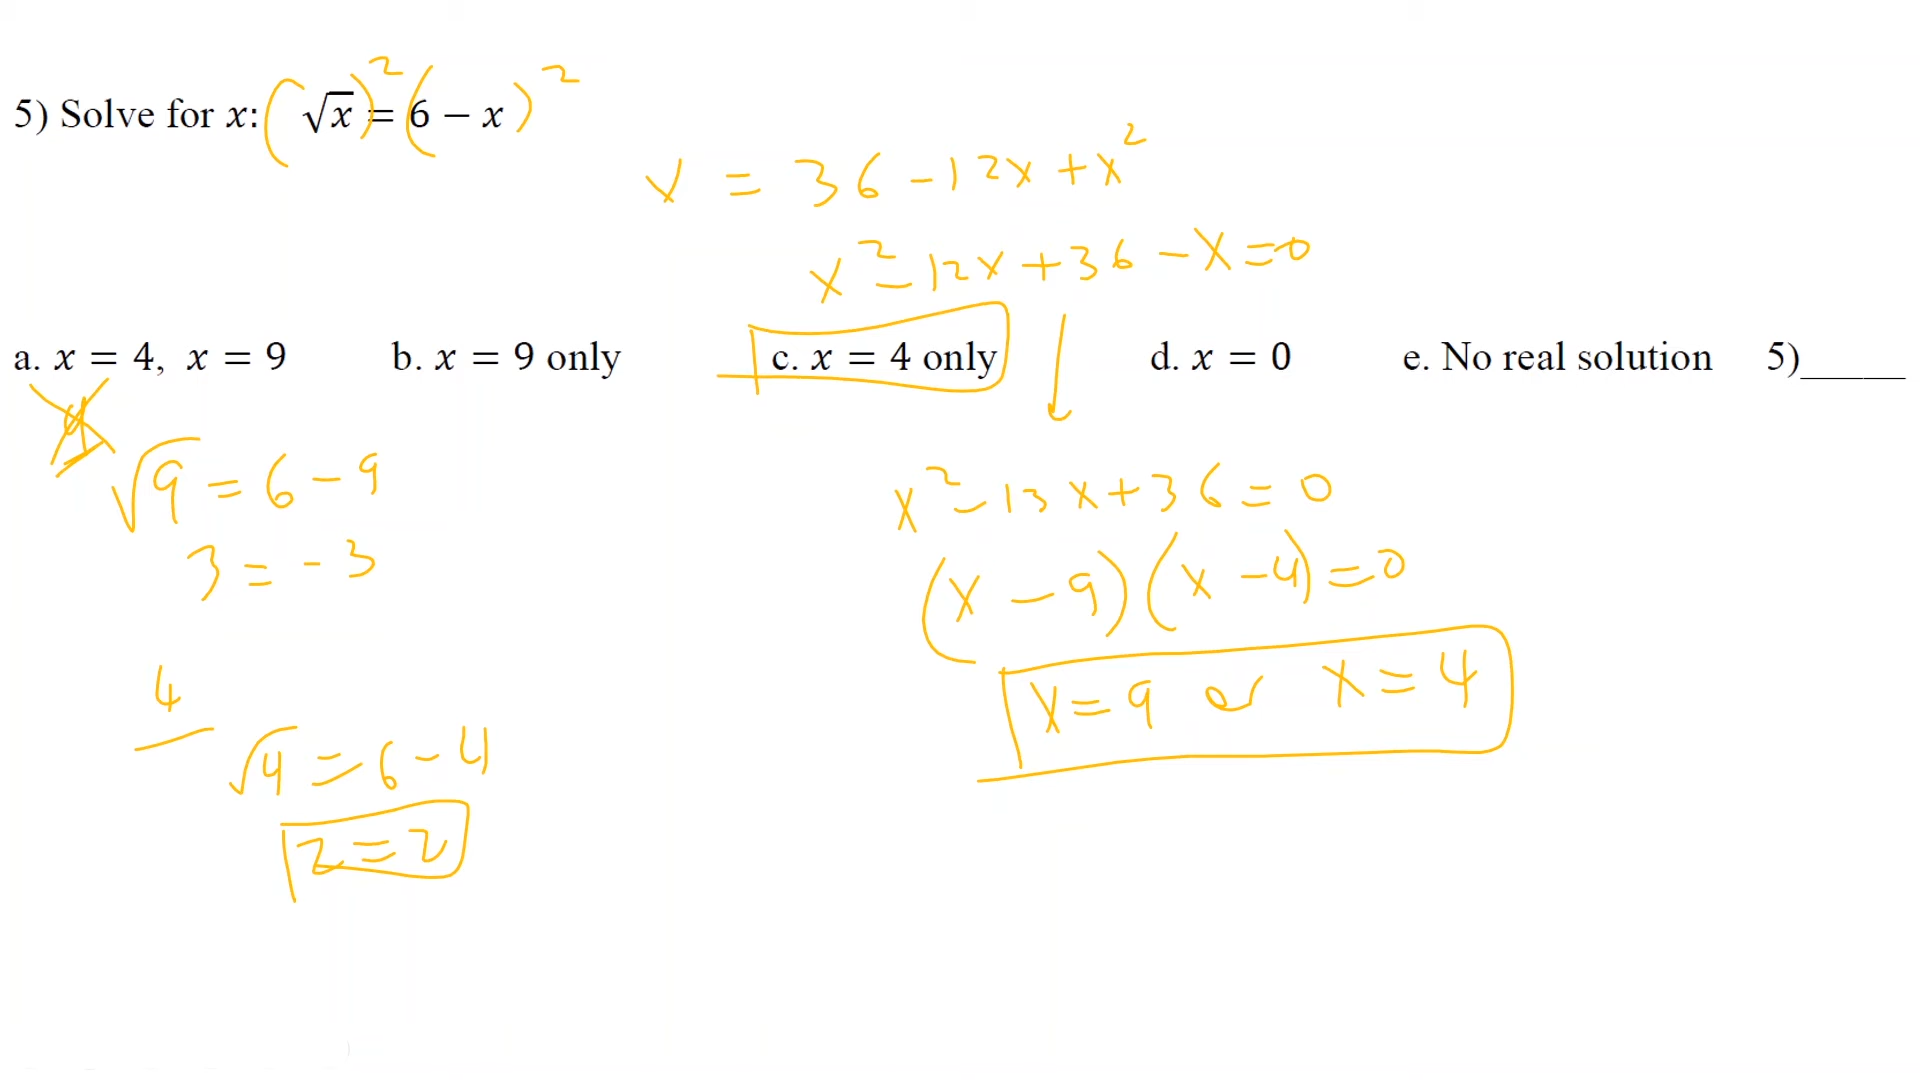 5) Solve for x: (√x)² = (6 − x)²
x = 36 - 12x + x²
x² - 12x + 36 - x = 0
a. x = 4, x = 9 b. x = 9 only c. x = 4 only d. x = 0 e. No real solution 5)_____
9
√9 = 6 - 9
3 = -3
x² - 13x + 36 = 0
(x - 9)(x - 4) = 0
x = 9 or x = 4
4
√4 = 6 - 4
2 = 2